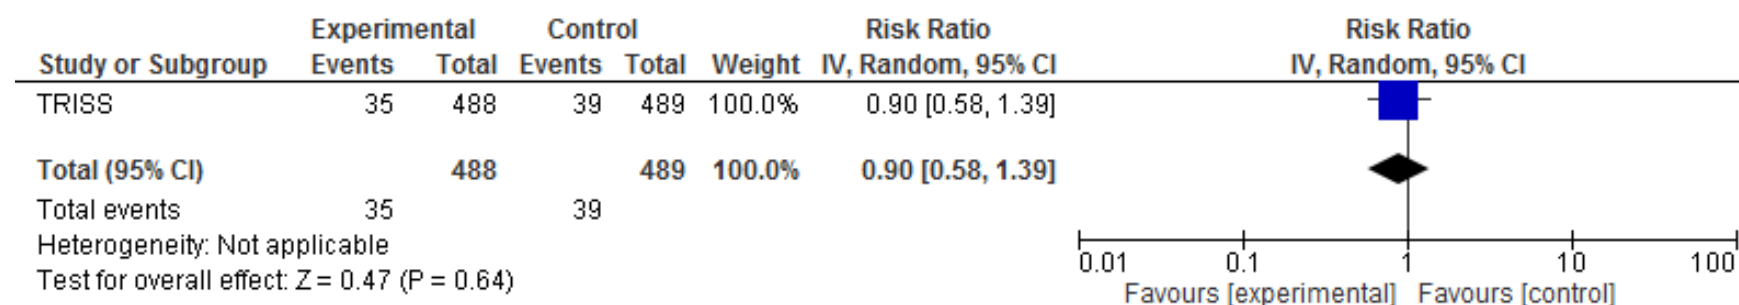 Experimental Control Risk Ratio Risk Ratio
Study or Subgroup Events Total Events Total Weight IV, Random, 95% CI IV, Random, 95% CI
TRISS 35 488 39 489 100.0% 0.90 [0.58, 1.39]
Total (95% CI) 488 489 100.0% 0.90 [0.58, 1.39]
Total events 35 39
Heterogeneity: Not applicable
Test for overall effect: Z = 0.47 (P = 0.64)
0.01 0.1 1 10 100
Favours [experimental] Favours [control]